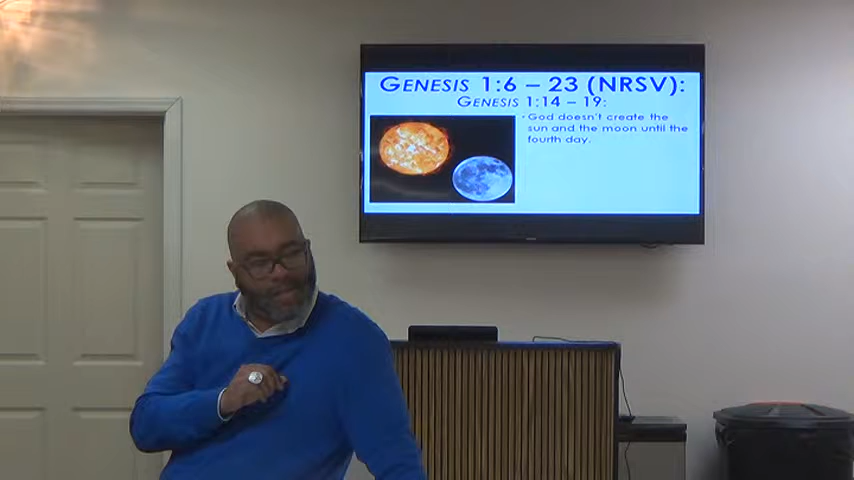 GENESIS 1:6 – 23 (NRSV):
GENESIS 1:14 – 19:
• God doesn't create the
sun and the moon until the
fourth day.